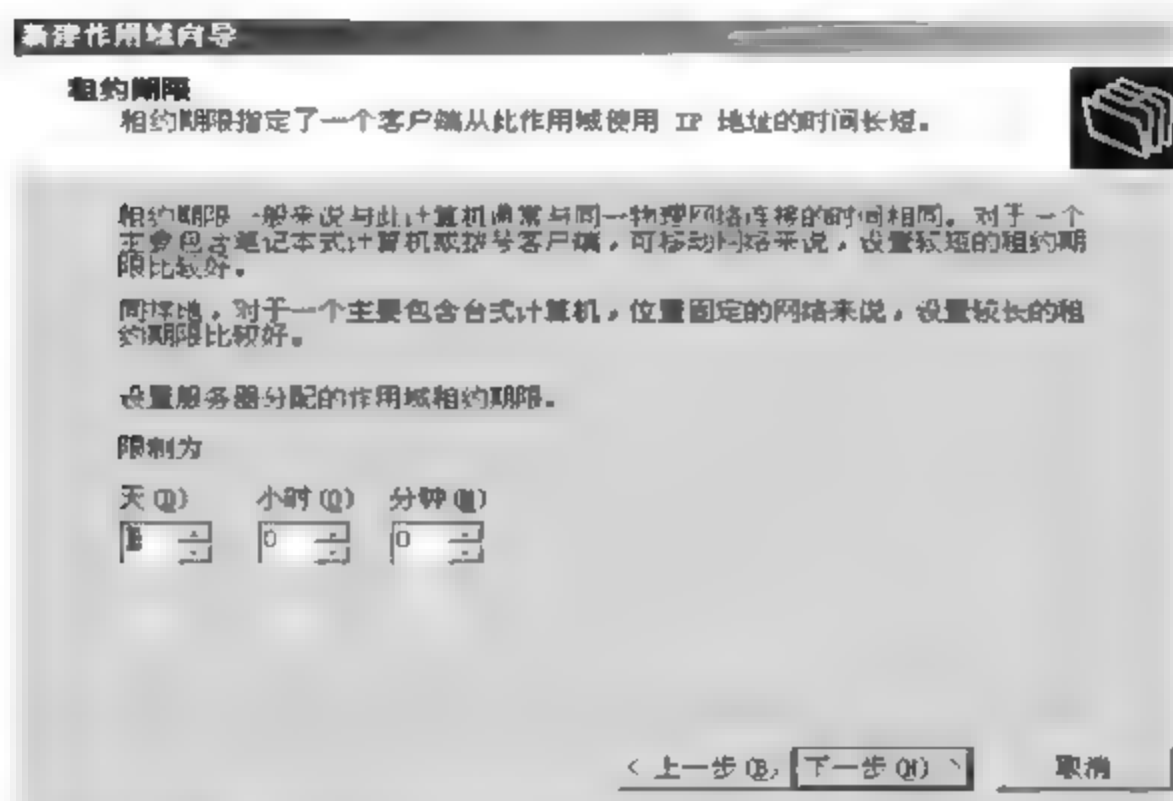 新建作用域向导
租约期限
租约期限指定了一个客户端从此作用域使用 IP 地址的时间长短。
租约期限一般来说与此计算机通常与同一物理网络连接的时间相同。对于一个
主要包含笔记本式计算机或拨号客户端，可移动网络来说，设置较短的租约期
限比较好。
同样地，对于一个主要包含台式计算机，位置固定的网络来说，设置较长的租
约期限比较好。
设置服务器分配的作用域租约期限。
限制为
天(D) 小时(O) 分钟(M)
0 0
< 上一步(B) 下一步(N) > 取消